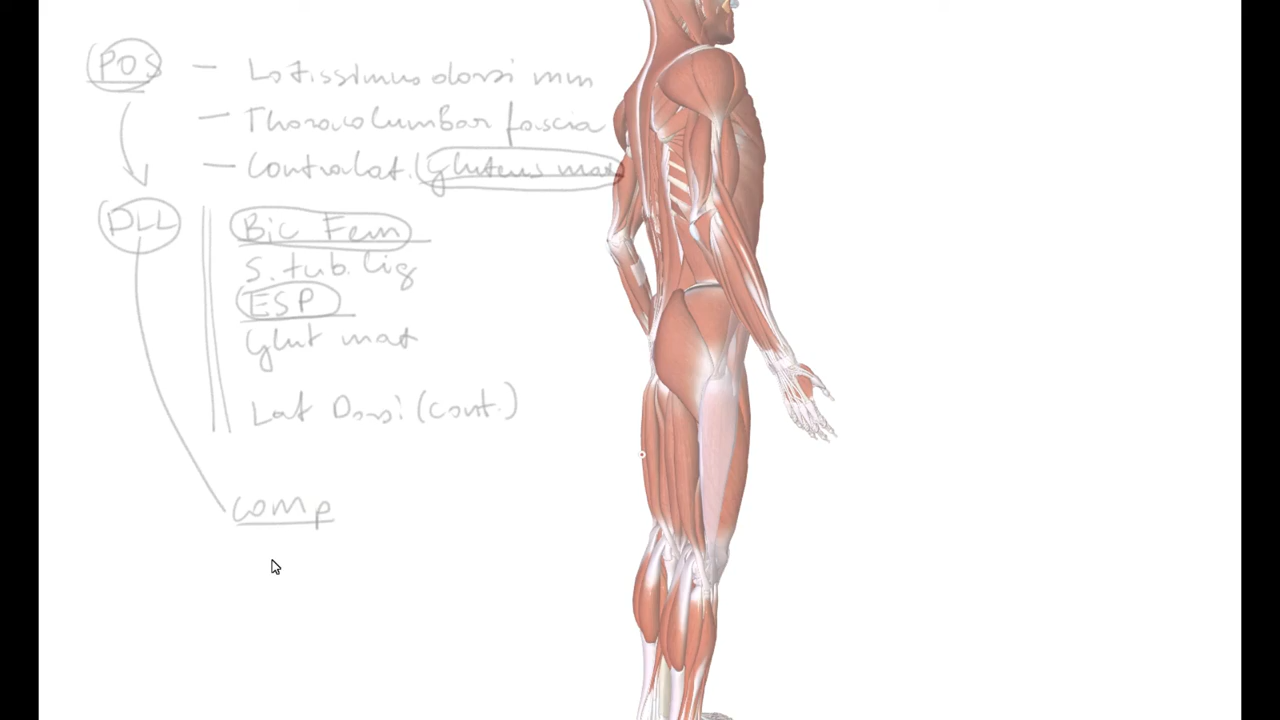 POS - Latissimus dorsi mm
- Thoracolumbar fascia
- Contralat. Gluteus max
DLL Bic Fem
S. tub. Lig
ESP
Glut max
Lat Dorsi (cont.)
comp